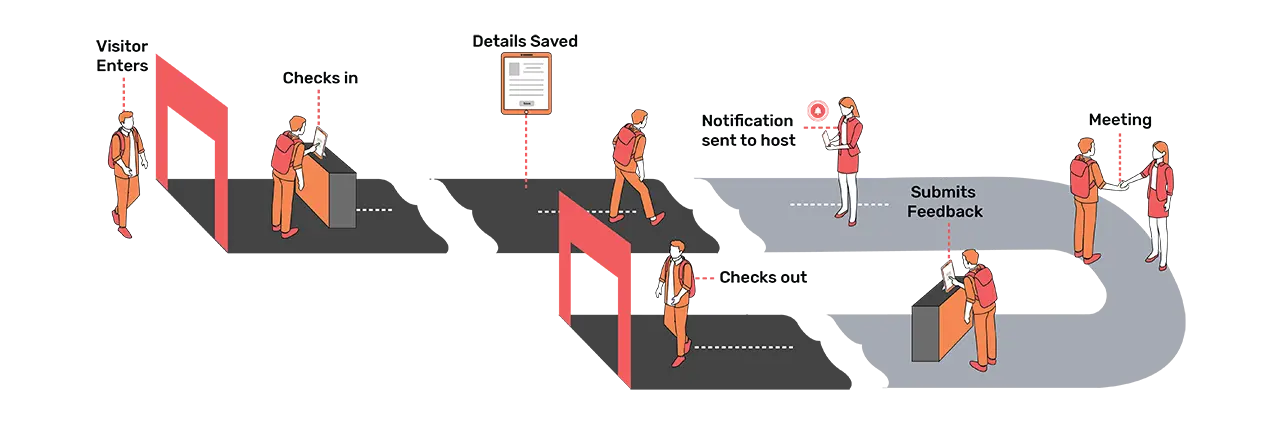 Visitor
Enters
Checks in
Details Saved
Notification
sent to host
Meeting
Submits
Feedback
Checks out